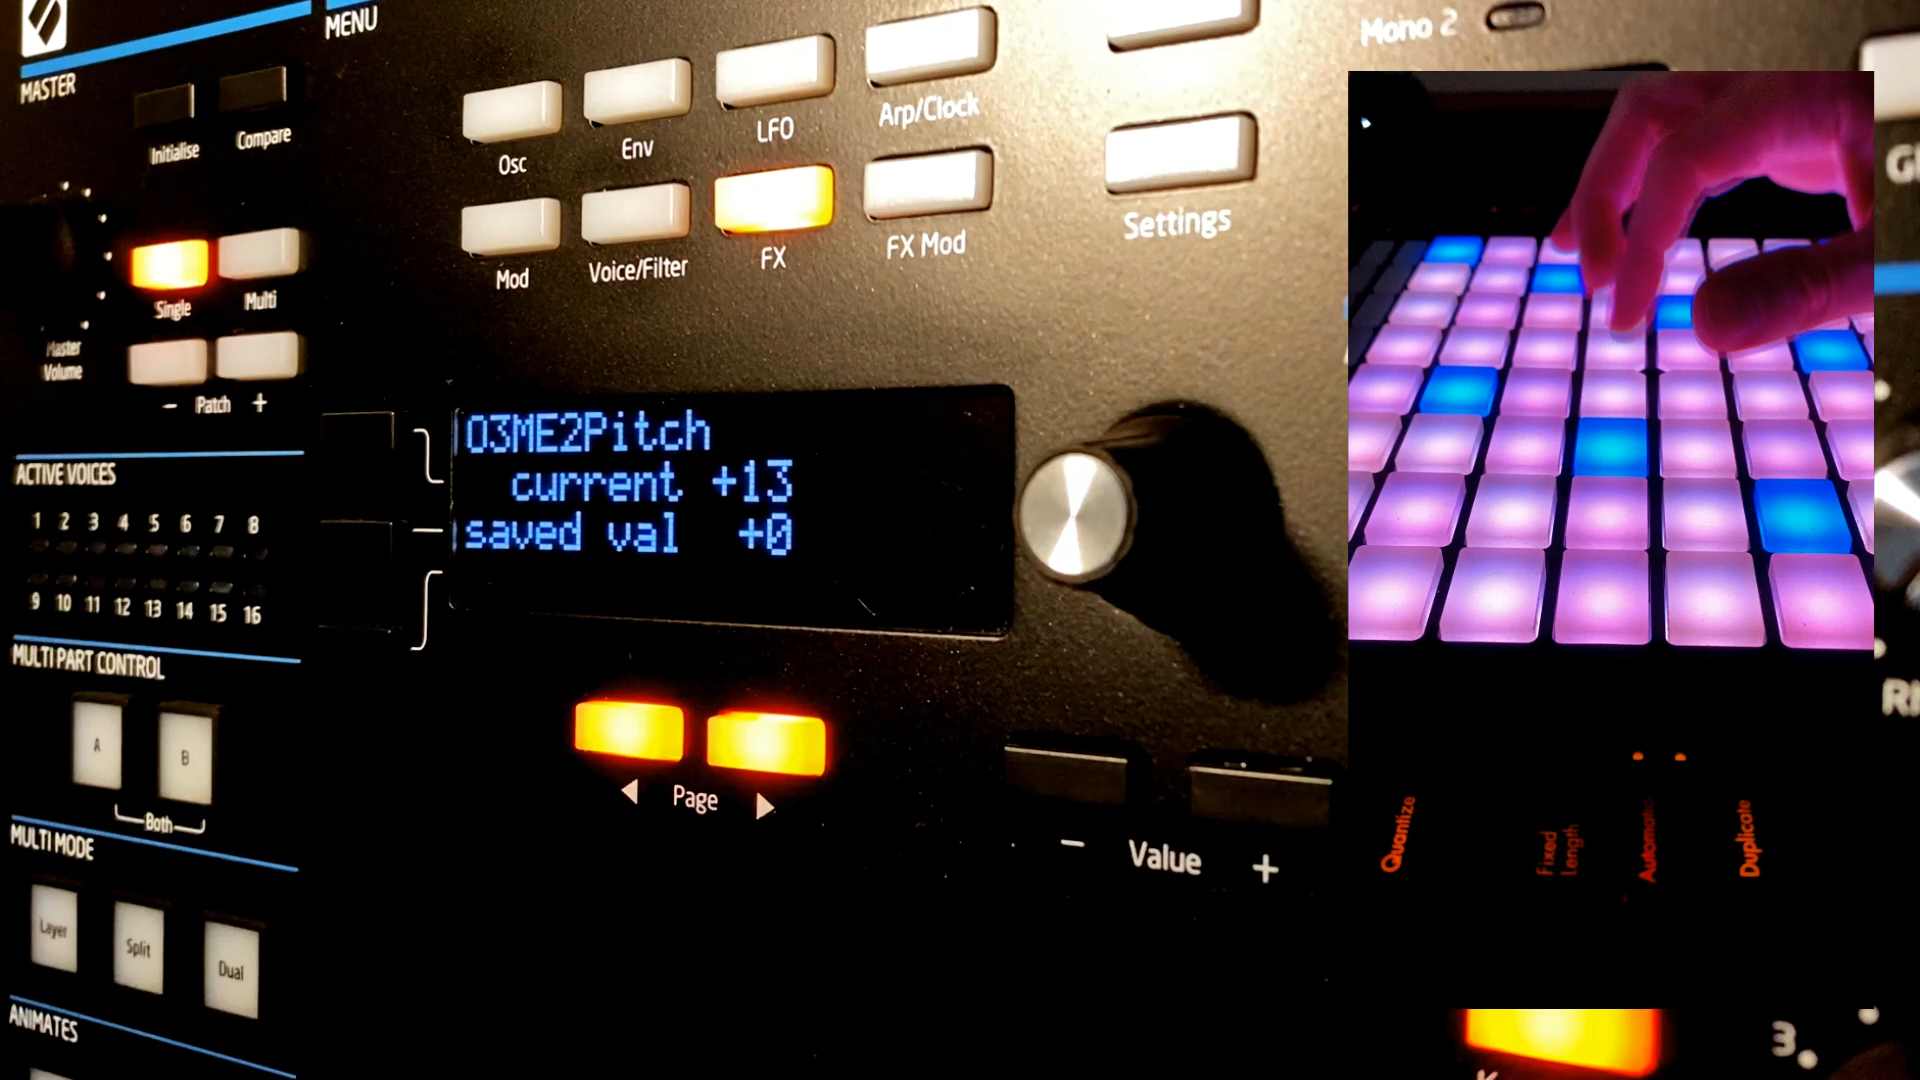 MASTER
Initialise
Compare
Single
Multi
Master
Volume
− Patch +
ACTIVE VOICES
1 2 3 4 5 6 7 8
9 10 11 12 13 14 15 16
MULTI PART CONTROL
A
B
Both
MULTI MODE
Layer
Split
Dual
ANIMATES
MENU
Osc
Env
LFO
Arp/Clock
Mod
Voice/Filter
FX
FX Mod
Settings
O3ME2Pitch
current +13
saved val +0
◀ Page ▶
− Value +
Mono 2
Quantize
Fixed
Length
Automati
Duplicate
3